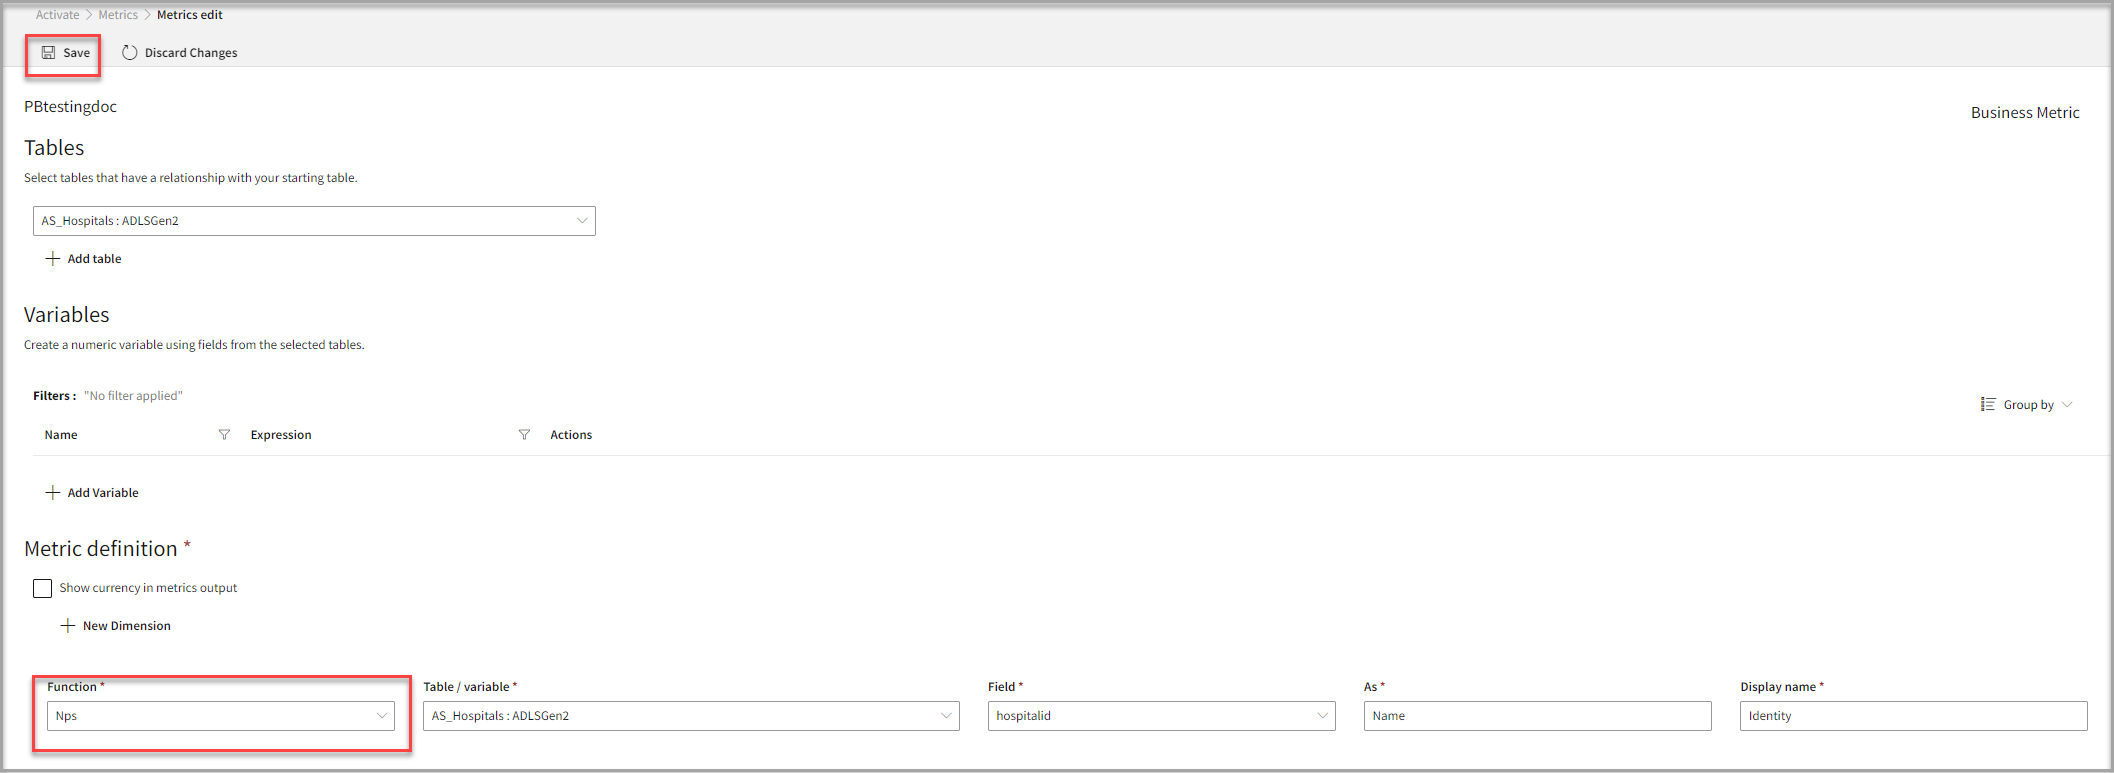 Activate > Metrics > Metrics edit
Save Discard Changes
PBtestingdoc
Business Metric
Tables
Select tables that have a relationship with your starting table.
AS_Hospitals : ADLSGen2
+ Add table
Variables
Create a numeric variable using fields from the selected tables.
Filters : "No filter applied"
Group by
Name Expression Actions
+ Add Variable
Metric definition *
Show currency in metrics output
+ New Dimension
Function * Table / variable * Field * As * Display name *
Nps AS_Hospitals : ADLSGen2 hospitalid Name Identity